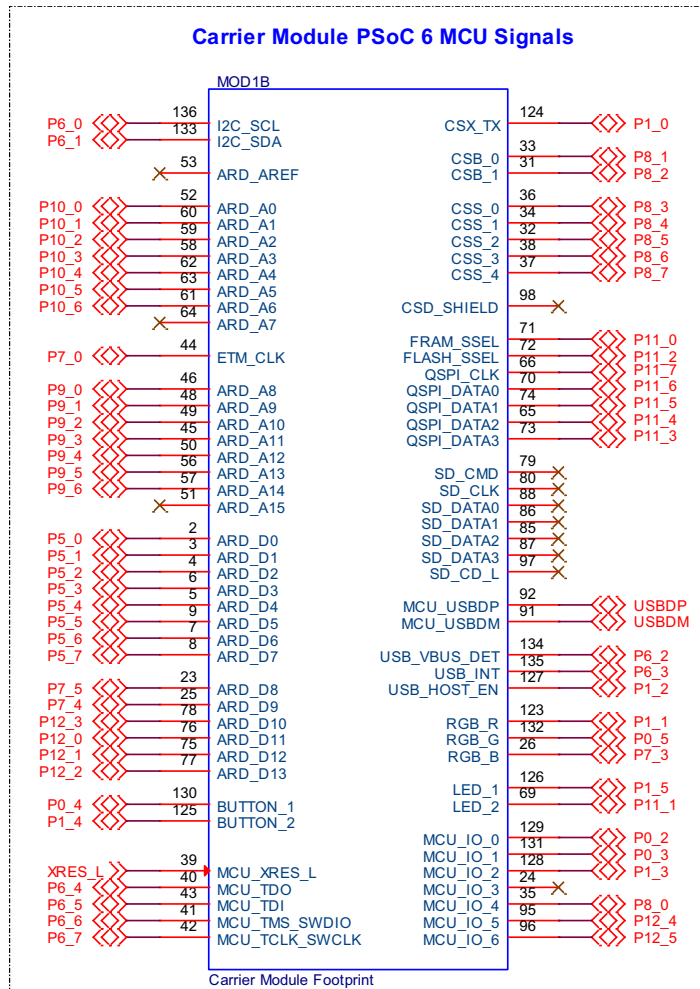 Carrier Module PSoC 6 MCU Signals
MOD1B
P6_0 136 I2C_SCL
P6_1 133 I2C_SDA
53 ARD_AREF
P10_0 52 ARD_A0
P10_1 60 ARD_A1
P10_2 59 ARD_A2
P10_3 58 ARD_A3
P10_4 62 ARD_A4
P10_5 63 ARD_A5
P10_6 61 ARD_A6
64 ARD_A7
P7_0 44 ETM_CLK
P9_0 46 ARD_A8
P9_1 48 ARD_A9
P9_2 49 ARD_A10
P9_3 45 ARD_A11
P9_4 50 ARD_A12
P9_5 56 ARD_A13
P9_6 57 ARD_A14
51 ARD_A15
P5_0 2 ARD_D0
P5_1 3 ARD_D1
P5_2 4 ARD_D2
P5_3 6 ARD_D3
P5_4 5 ARD_D4
P5_5 9 ARD_D5
P5_6 7 ARD_D6
P5_7 8 ARD_D7
P7_5 23 ARD_D8
P7_4 25 ARD_D9
P12_3 78 ARD_D10
P12_0 76 ARD_D11
P12_1 75 ARD_D12
P12_2 77 ARD_D13
P0_4 130 BUTTON_1
P1_4 125 BUTTON_2
XRES_L 39 MCU_XRES_L
P6_4 40 MCU_TDO
P6_5 43 MCU_TDI
P6_6 41 MCU_TMS_SWDIO
P6_7 42 MCU_TCLK_SWCLK
CSX_TX 124 P1_0
CSB_0 33 P8_1
CSB_1 31 P8_2
CSS_0 36 P8_3
CSS_1 34 P8_4
CSS_2 32 P8_5
CSS_3 38 P8_6
CSS_4 37 P8_7
CSD_SHIELD 98
FRAM_SSEL 71 P11_0
FLASH_SSEL 72 P11_2
QSPI_CLK 66 P11_7
QSPI_DATA0 70 P11_6
QSPI_DATA1 74 P11_5
QSPI_DATA2 65 P11_4
QSPI_DATA3 73 P11_3
SD_CMD 79
SD_CLK 80
SD_DATA0 88
SD_DATA1 86
SD_DATA2 85
SD_DATA3 87
SD_CD_L 97
MCU_USBDP 92 USBDP
MCU_USBDM 91 USBDM
USB_VBUS_DET 134 P6_2
USB_INT 135 P6_3
USB_HOST_EN 127 P1_2
RGB_R 123 P1_1
RGB_G 132 P0_5
RGB_B 26 P7_3
LED_1 126 P1_5
LED_2 69 P11_1
MCU_IO_0 129 P0_2
MCU_IO_1 131 P0_3
MCU_IO_2 128 P1_3
MCU_IO_3 24
MCU_IO_4 35 P8_0
MCU_IO_5 95 P12_4
MCU_IO_6 96 P12_5
Carrier Module Footprint